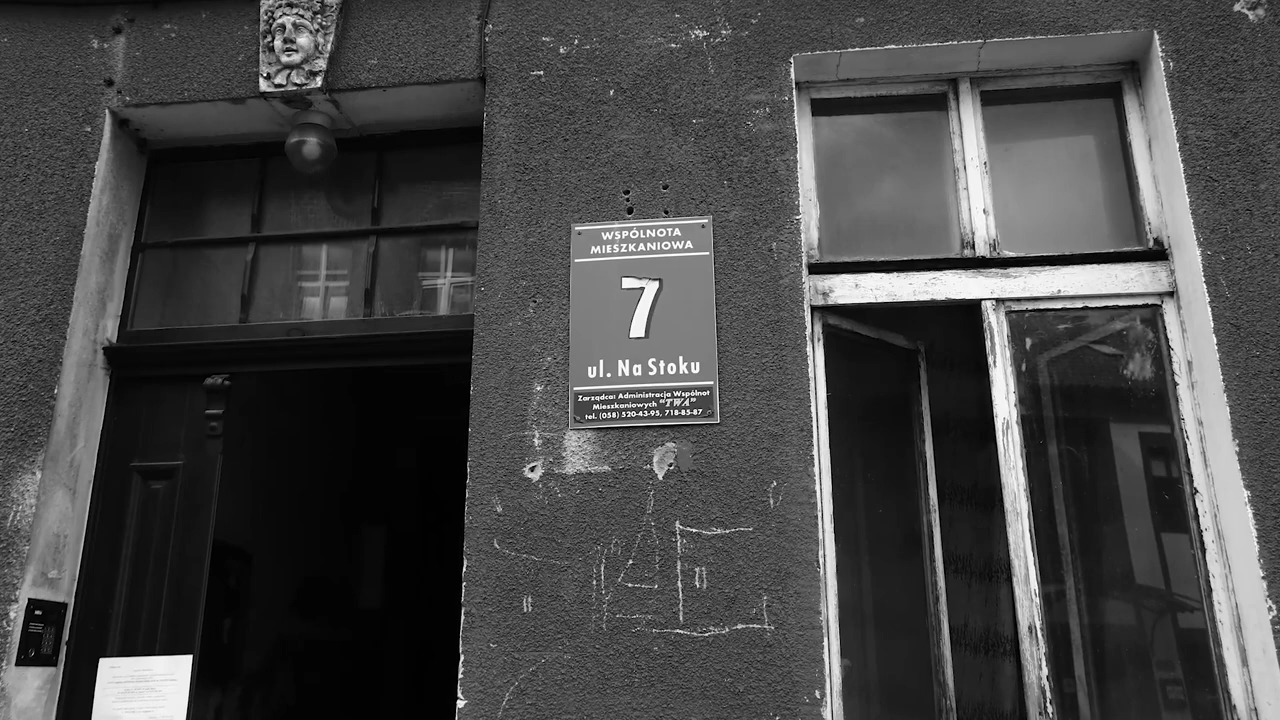 WSPÓLNOTA
MIESZKANIOWA
7
ul. Na Stoku
Zarządca: Administracja Wspólnot
Mieszkaniowych "TWA"
tel. (058) 520-43-95, 718-85-87